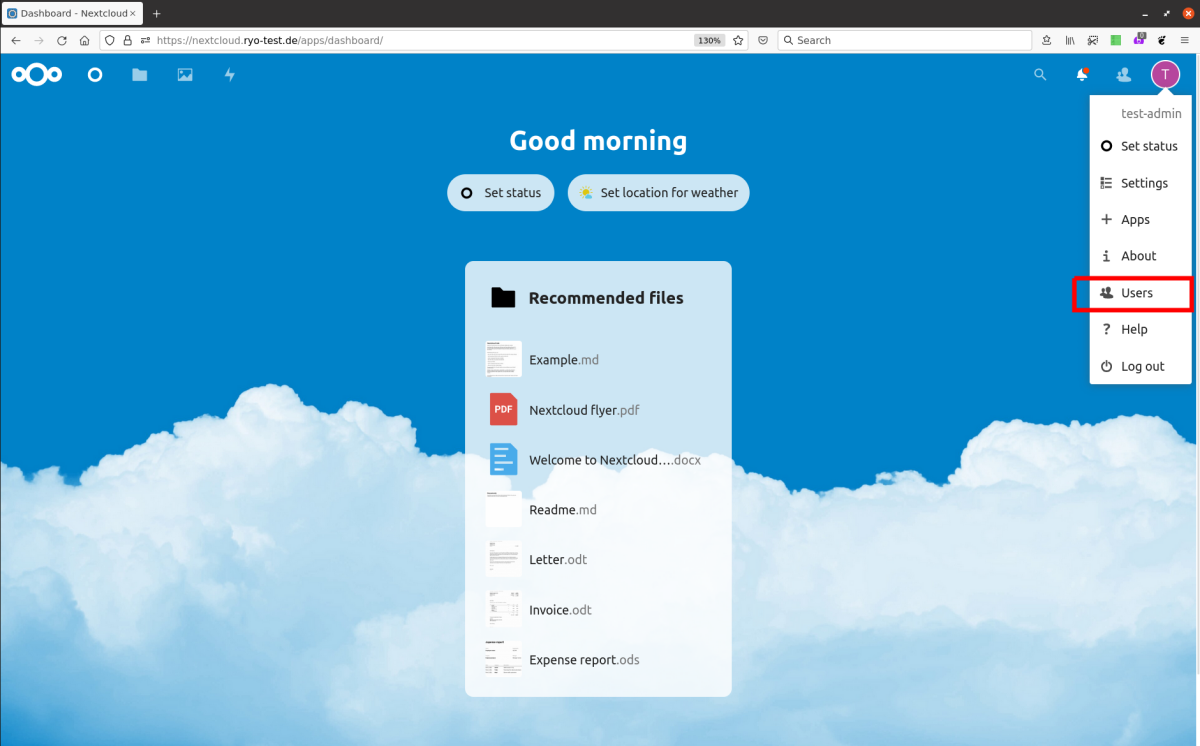 Dashboard - Nextcloud
https://nextcloud.ryo-test.de/apps/dashboard/
130%
Search
T
test-admin
Set status
Settings
Apps
About
Users
Help
Log out
Good morning
Set status
Set location for weather
Recommended files
Example.md
PDF
Nextcloud flyer.pdf
Welcome to Nextcloud....docx
Readme.md
Letter.odt
Invoice.odt
Expense report.ods